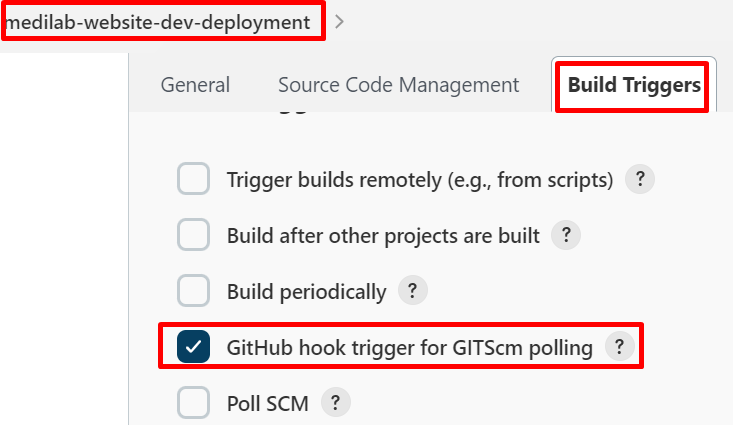 medilab-website-dev-deployment >
General Source Code Management Build Triggers
Trigger builds remotely (e.g., from scripts) ?
Build after other projects are built ?
Build periodically ?
GitHub hook trigger for GITScm polling ?
Poll SCM ?